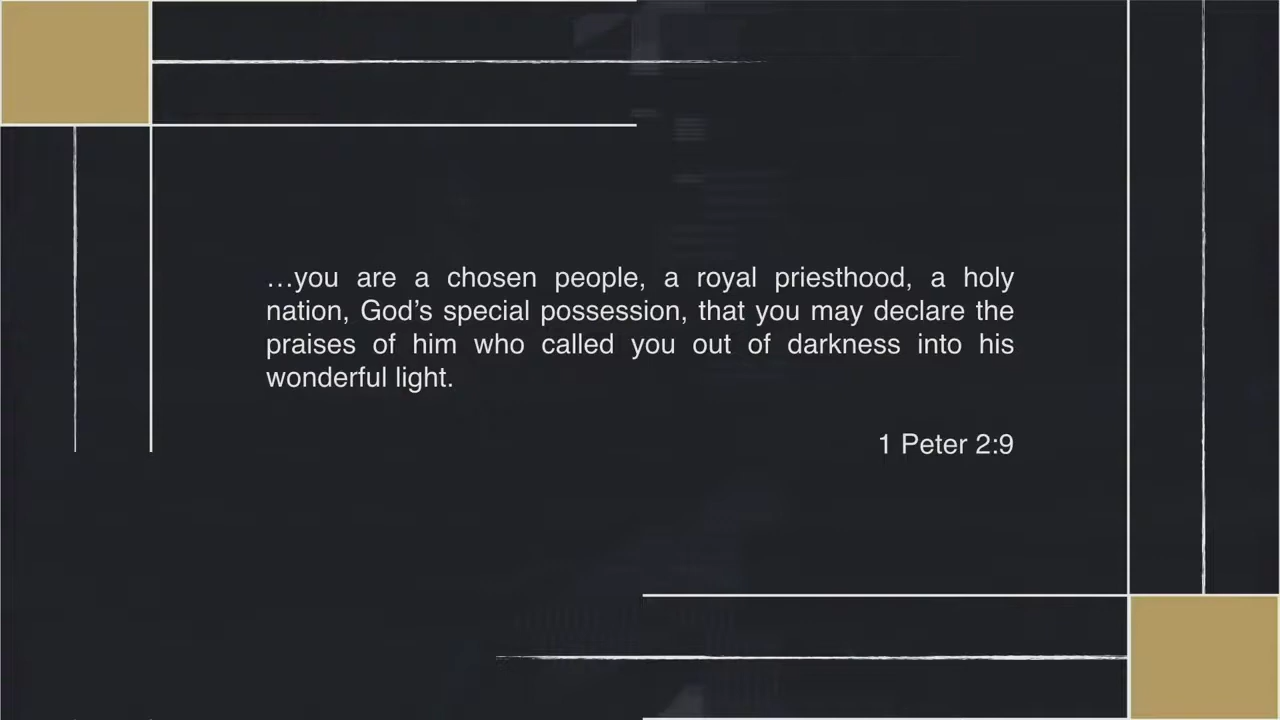 …you are a chosen people, a royal priesthood, a holy
nation, God’s special possession, that you may declare the
praises of him who called you out of darkness into his
wonderful light.
1 Peter 2:9